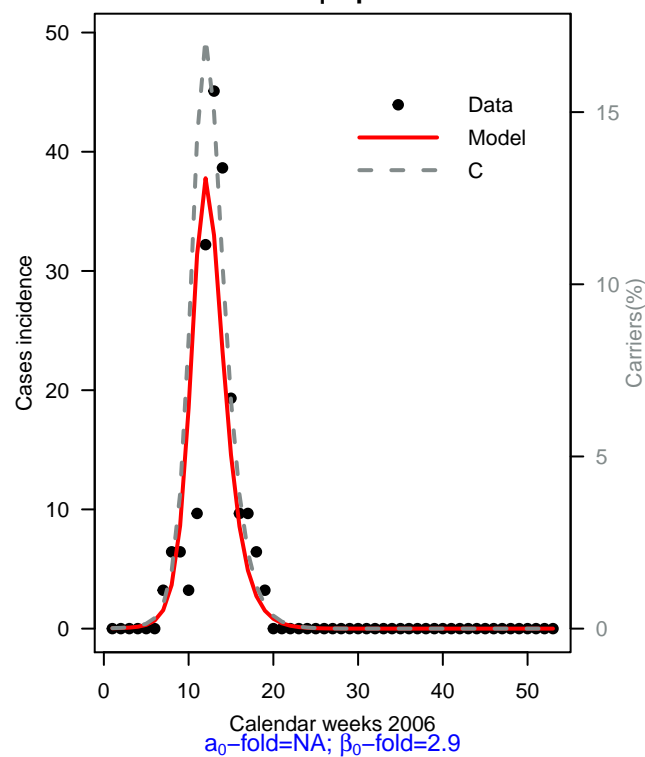 50
40
30
20
10
0
Cases incidence
Data
Model
C
15
10
5
0
Carriers(%)
0 10 20 30 40 50
Calendar weeks 2006
a₀−fold=NA; β₀−fold=2.9